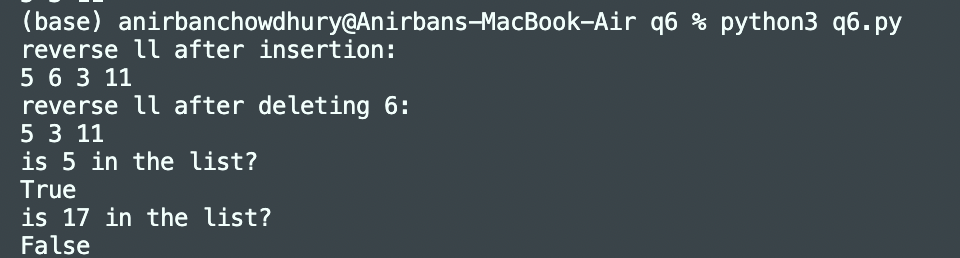 (base) anirbanchowdhury@Anirbans-MacBook-Air q6 % python3 q6.py
reverse ll after insertion:
5 6 3 11
reverse ll after deleting 6:
5 3 11
is 5 in the list?
True
is 17 in the list?
False